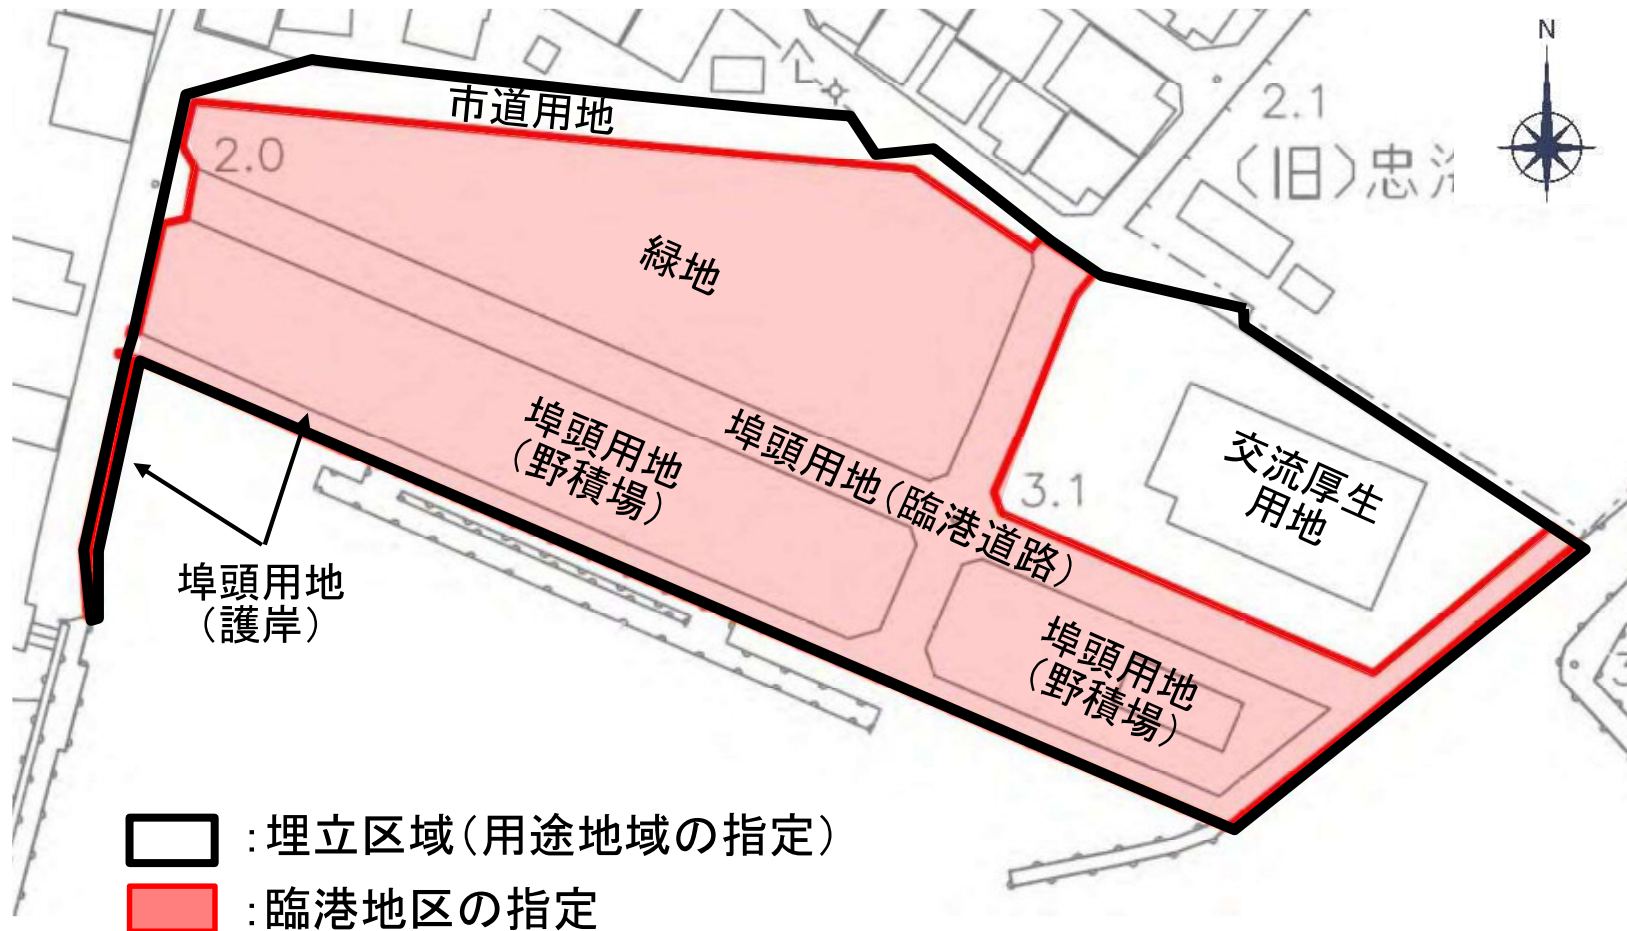 N
市道用地
2.1
2.0
(旧)忠
緑地
埠頭用地
(野積場)
埠頭用地(臨港道路)
3.1
交流厚生
用地
埠頭用地
(護岸)
埠頭用地
(野積場)
:埋立区域(用途地域の指定)
:臨港地区の指定